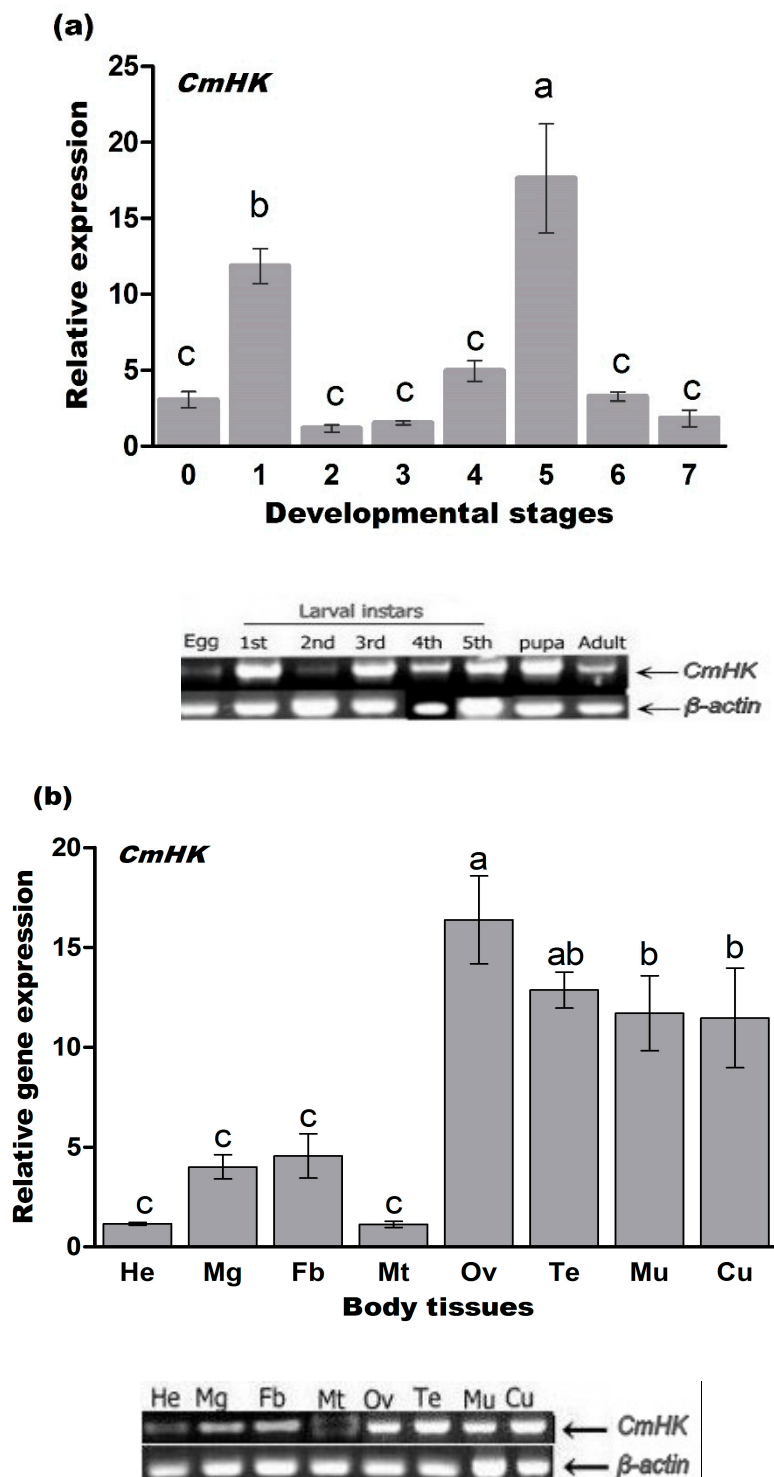 (a)
CmHK
Relative expression
25
20
15
10
5
0
c
b
c
c
c
a
c
c
0 1 2 3 4 5 6 7
Developmental stages
Larval instars
Egg 1st 2nd 3rd 4th 5th pupa Adult
CmHK
β-actin
(b)
CmHK
Relative gene expression
20
15
10
5
0
c
c
c
c
a
ab
b
b
He Mg Fb Mt Ov Te Mu Cu
Body tissues
He Mg Fb Mt Ov Te Mu Cu
CmHK
β-actin